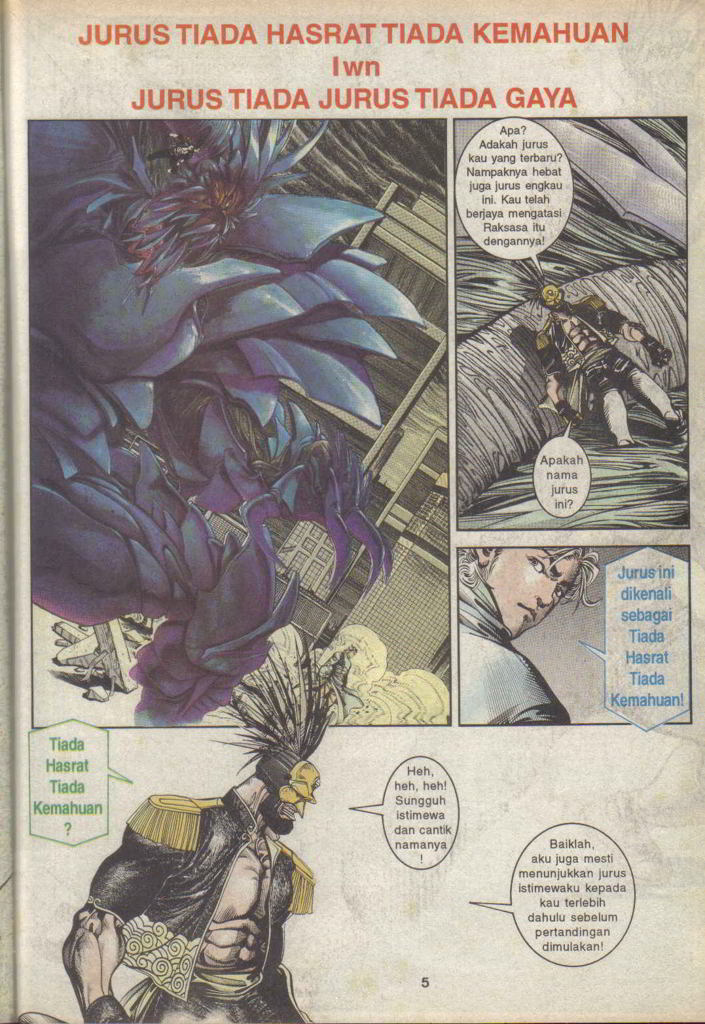 JURUS TIADA HASRAT TIADA KEMAHUAN
lwn
JURUS TIADA JURUS TIADA GAYA
Apa?
Adakah jurus
kau yang terbaru?
Nampaknya hebat
juga jurus engkau
ini. Kau telah
berjaya mengatasi
Raksasa itu
dengannya!
Apakah
nama
jurus
ini?
Jurus ini
dikenali
sebagai
Tiada
Hasrat
Tiada
Kemahuan!
Tiada
Hasrat
Tiada
Kemahuan
?
Heh,
heh, heh!
Sungguh
istimewa
dan cantik
namanya
!
Baiklah,
aku juga mesti
menunjukkan jurus
istimewaku kepada
kau terlebih
dahulu sebelum
pertandingan
dimulakan!
5